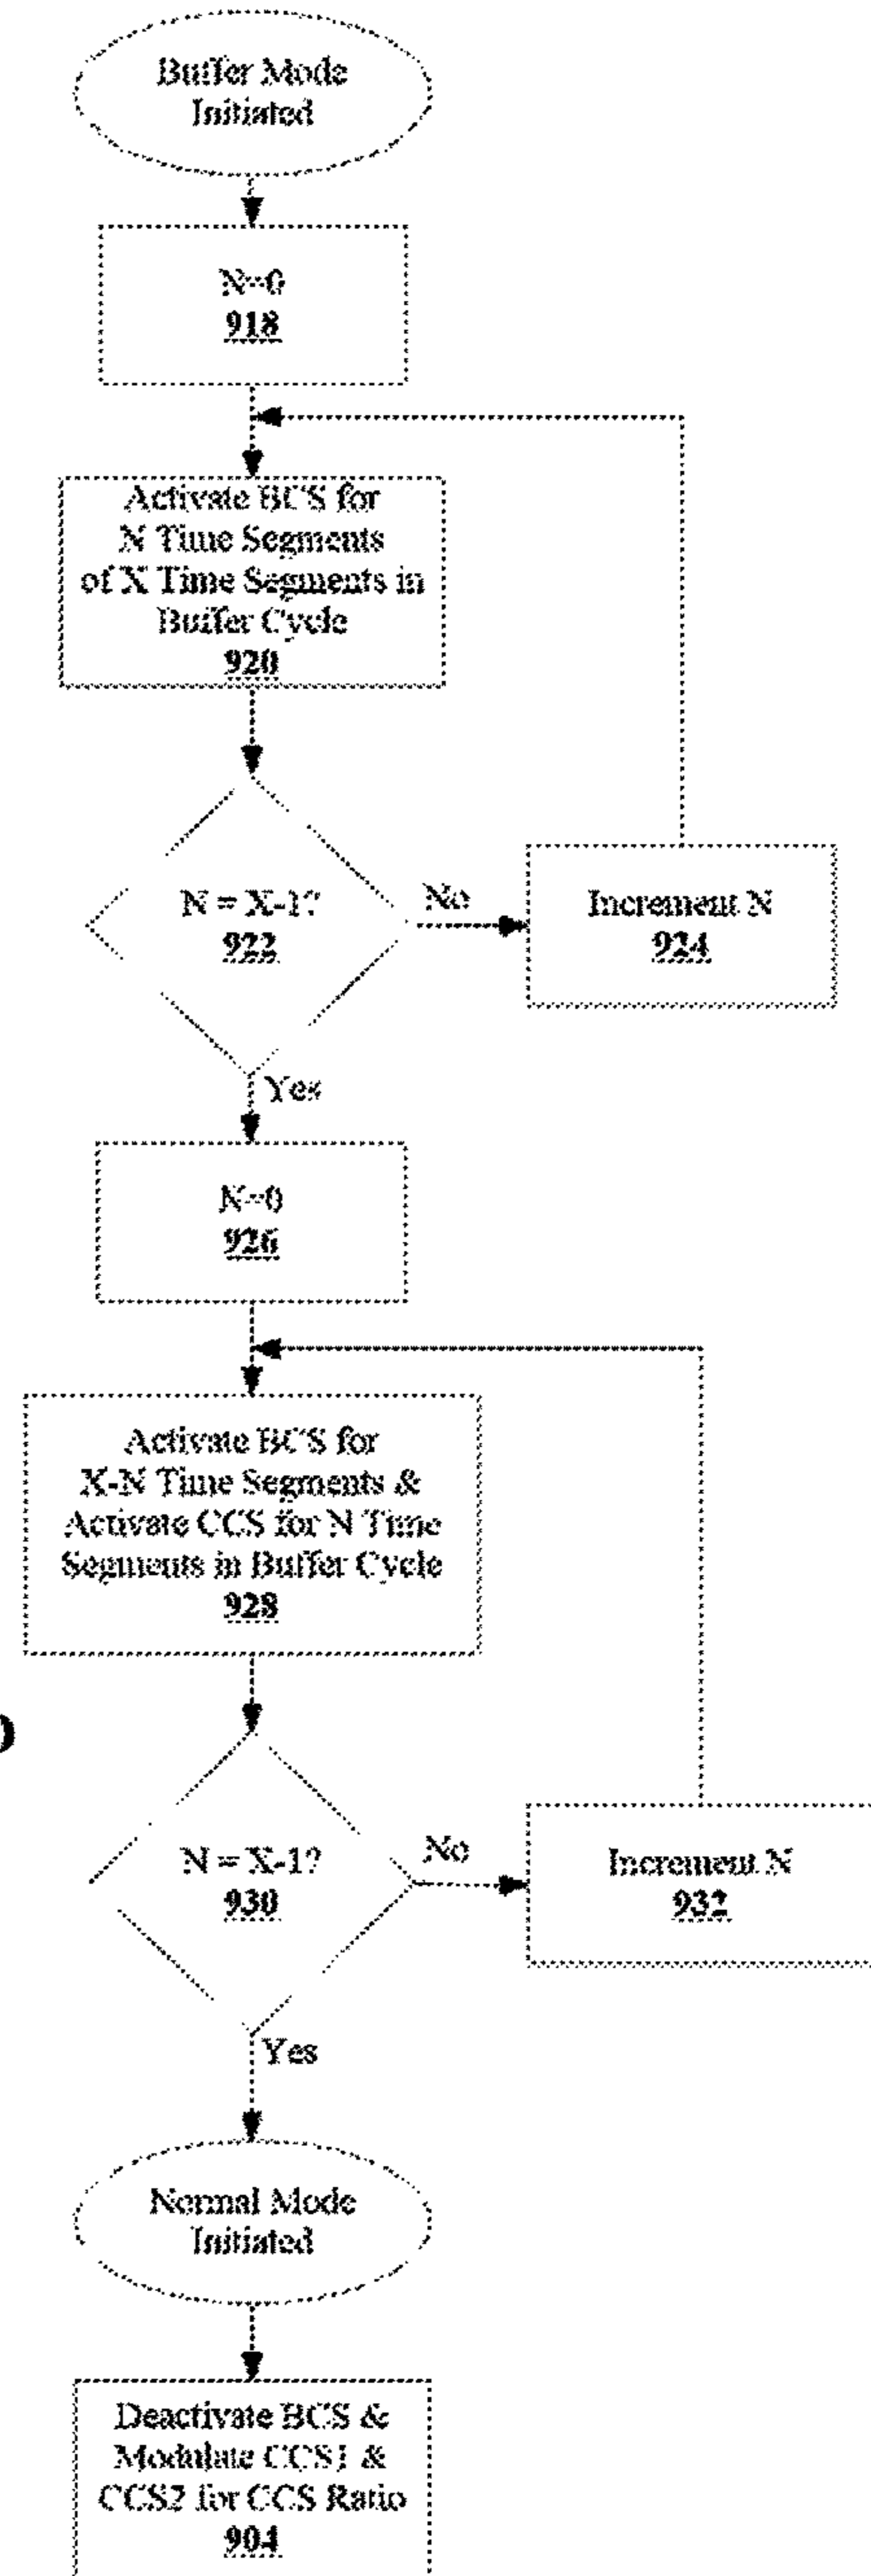 Buffer Mode
Initiated
N=0
918
Activate BCS for
N Time Segments
of X Time Segments in
Buffer Cycle
920
N = X-1?
922
No
Increment N
924
Yes
N=0
926
Activate BCS for
X-N Time Segments &
Activate CCS for N Time
Segments in Buffer Cycle
928
N = X-1?
930
No
Increment N
932
Yes
Normal Mode
Initiated
Deactivate BCS &
Modulate CCS1 &
CCS2 for CCS Ratio
904